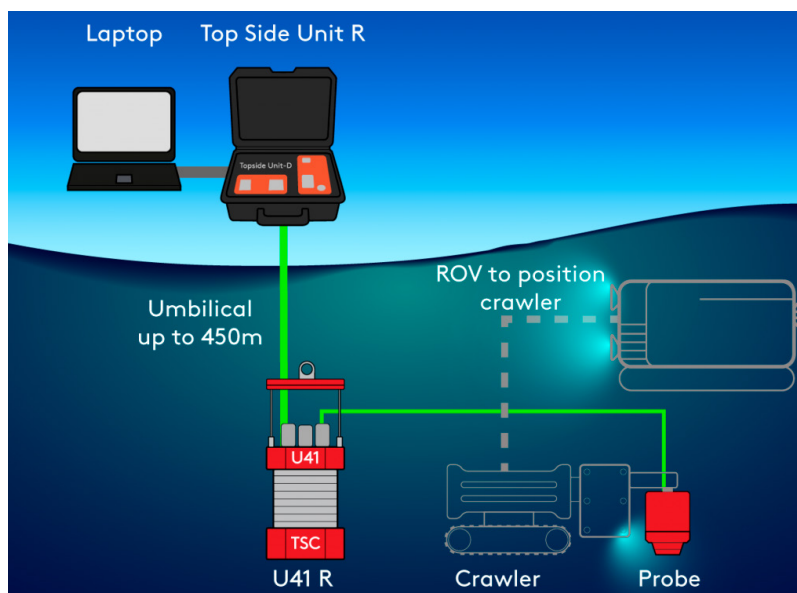 Laptop
Top Side Unit R
Topside Unit-D
ROV to position
crawler
Umbilical
up to 450m
U41
TSC
U41 R
Crawler
Probe